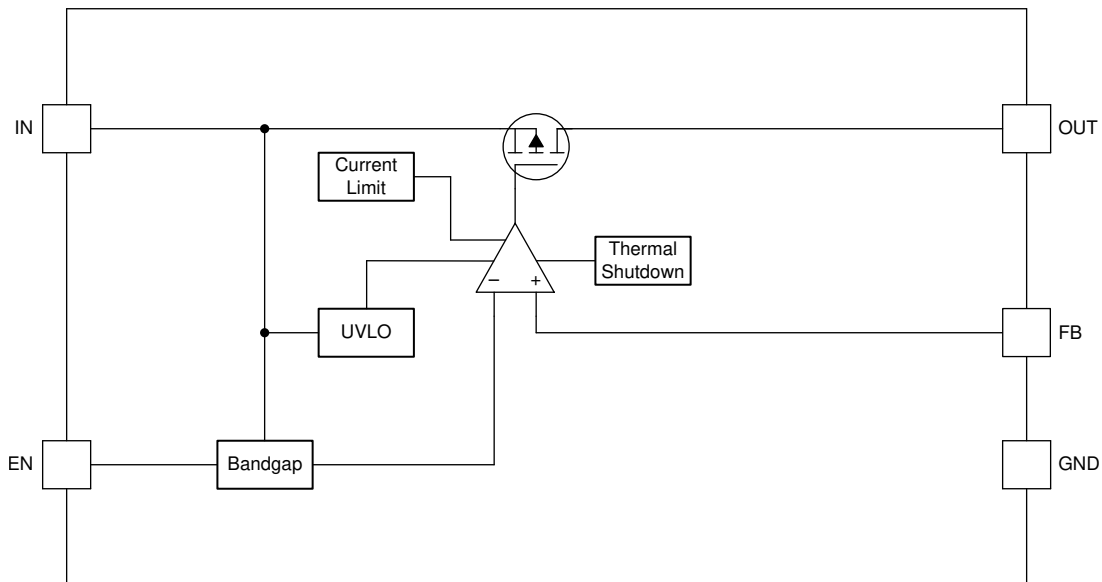 IN
OUT
Current
Limit
Thermal
Shutdown
− +
UVLO
FB
EN
Bandgap
GND